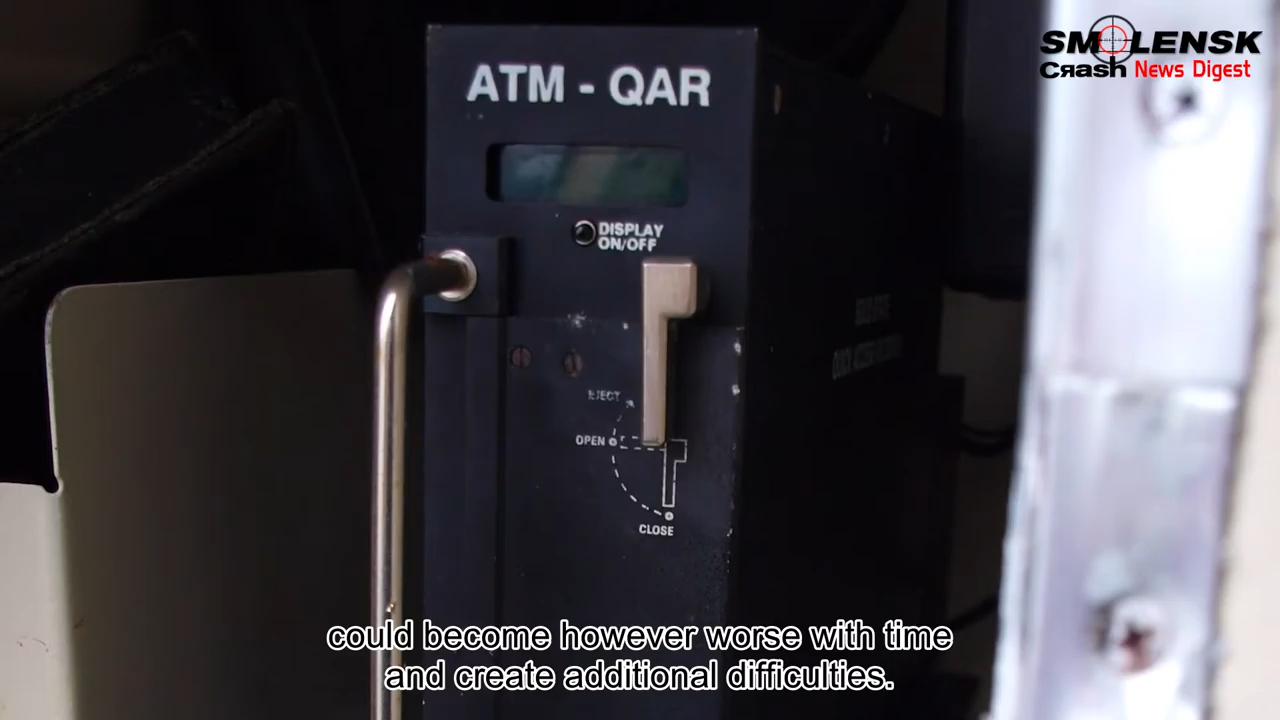 SMOLENSK
Crash News Digest
ATM - QAR
DISPLAY
ON/OFF
EJECT
OPEN
CLOSE
could become however worse with time
and create additional difficulties.